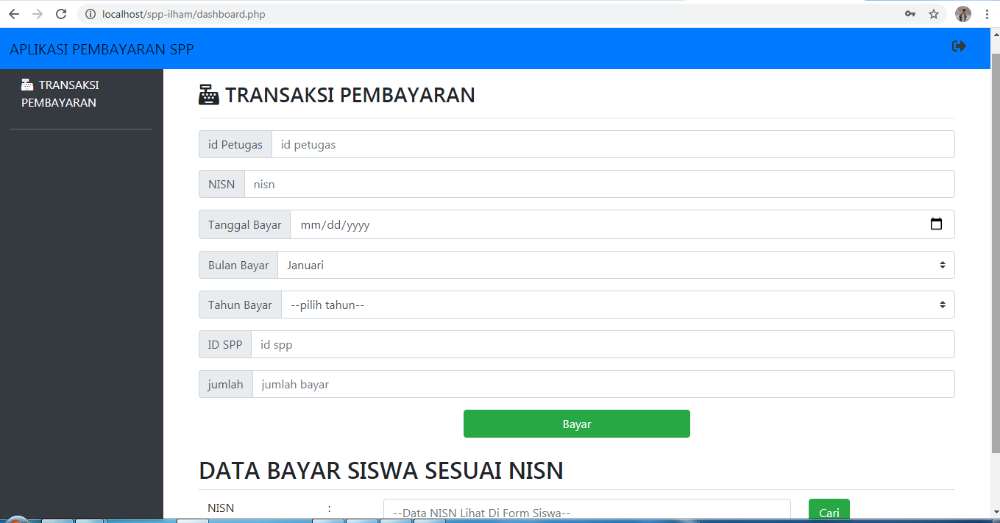 localhost/spp-ilham/dashboard.php
APLIKASI PEMBAYARAN SPP
TRANSAKSI
PEMBAYARAN
TRANSAKSI PEMBAYARAN
id Petugas id petugas
NISN nisn
Tanggal Bayar mm/dd/yyyy
Bulan Bayar Januari
Tahun Bayar --pilih tahun--
ID SPP id spp
jumlah jumlah bayar
Bayar
DATA BAYAR SISWA SESUAI NISN
NISN : --Data NISN Lihat Di Form Siswa-- Cari